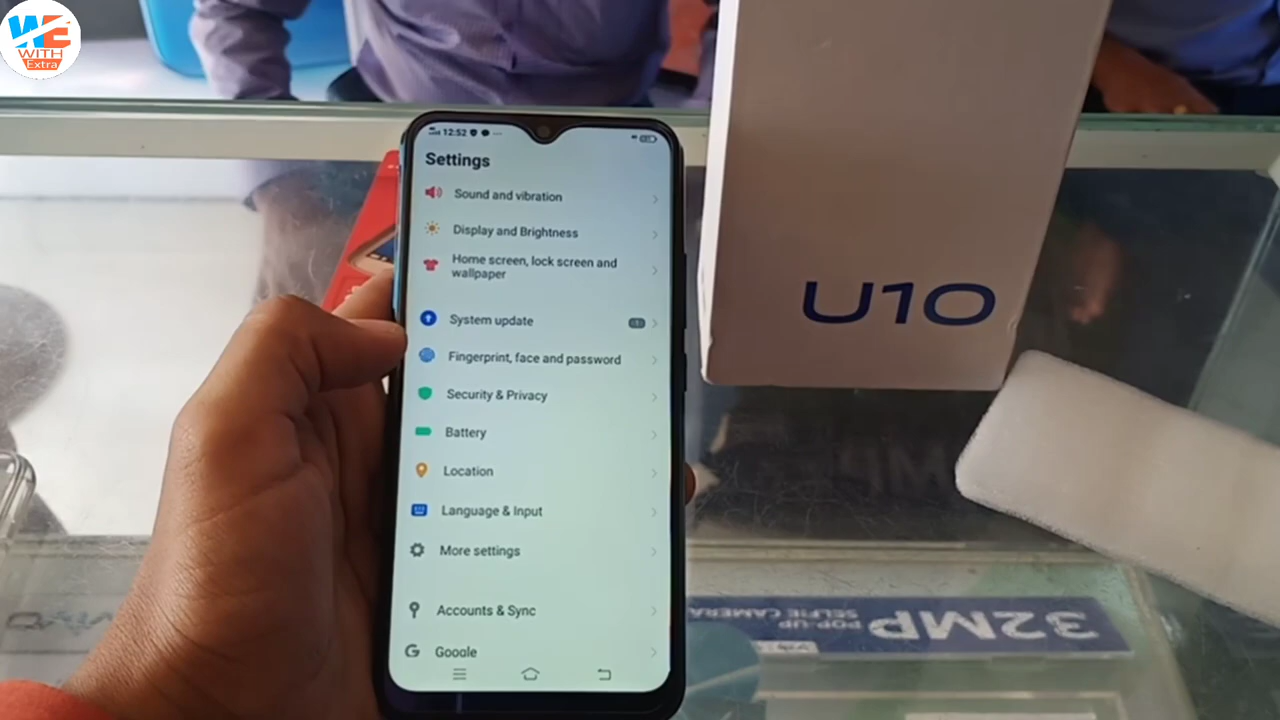 WE
WITH
Extra
12:52
Settings
Sound and vibration
Display and Brightness
Home screen, lock screen and
wallpaper
System update
Fingerprint, face and password
Security & Privacy
Battery
Location
Language & Input
More settings
Accounts & Sync
Google
U10
32MP
POP-UP
SELFIE CAMERA